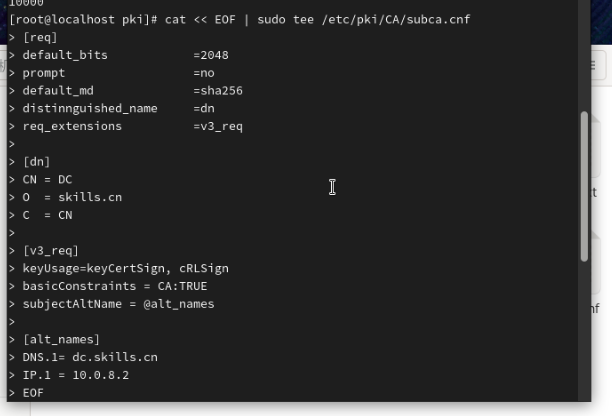 10000
[root@localhost pki]# cat << EOF | sudo tee /etc/pki/CA/subca.cnf
> [req]
> default_bits            =2048
> prompt                  =no
> default_md              =sha256
> distinnguished_name     =dn
> req_extensions          =v3_req
>
> [dn]
> CN = DC
> O  = skills.cn
> C  = CN
>
> [v3_req]
> keyUsage=keyCertSign, cRLSign
> basicConstraints = CA:TRUE
> subjectAltName = @alt_names
>
> [alt_names]
> DNS.1= dc.skills.cn
> IP.1 = 10.0.8.2
> EOF